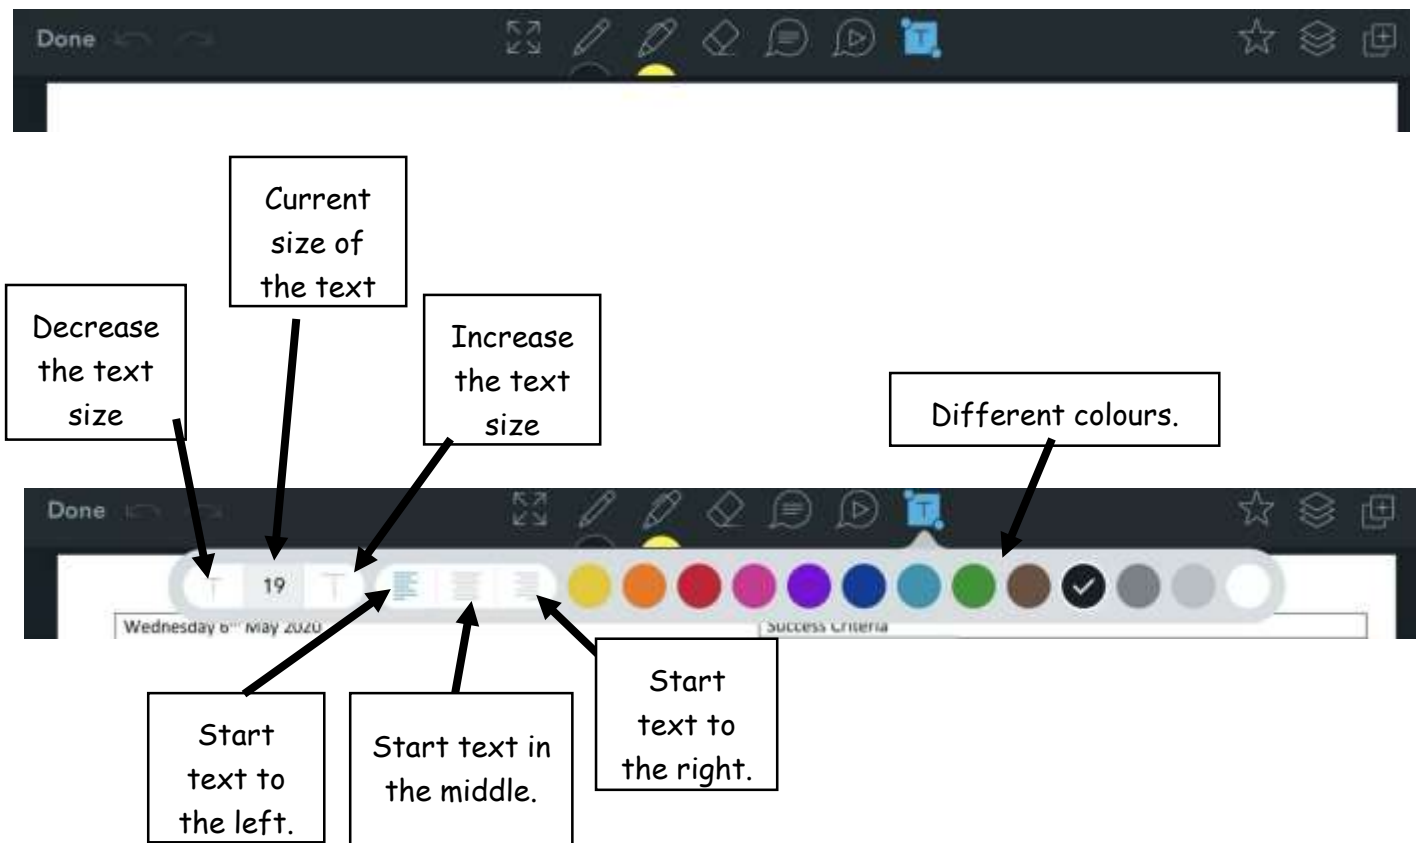 Done
T
Current
size of
the text
Decrease
the text
size
Increase
the text
size
Different colours.
Done
T
T
19
T
Wednesday 6th May 2020
Success Criteria
Start
text to
the left.
Start text in
the middle.
Start
text to
the right.